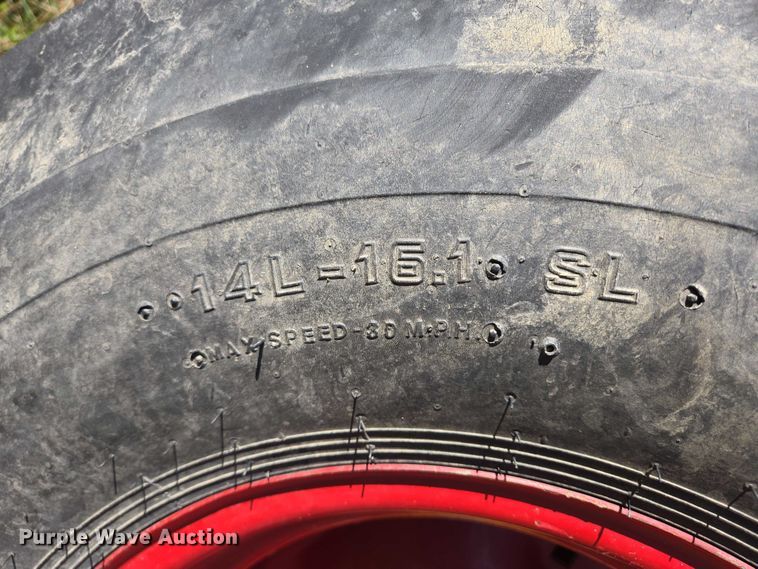 14L-16.1 SL
MAX SPEED-30 M.P.H.
Purple Wave Auction